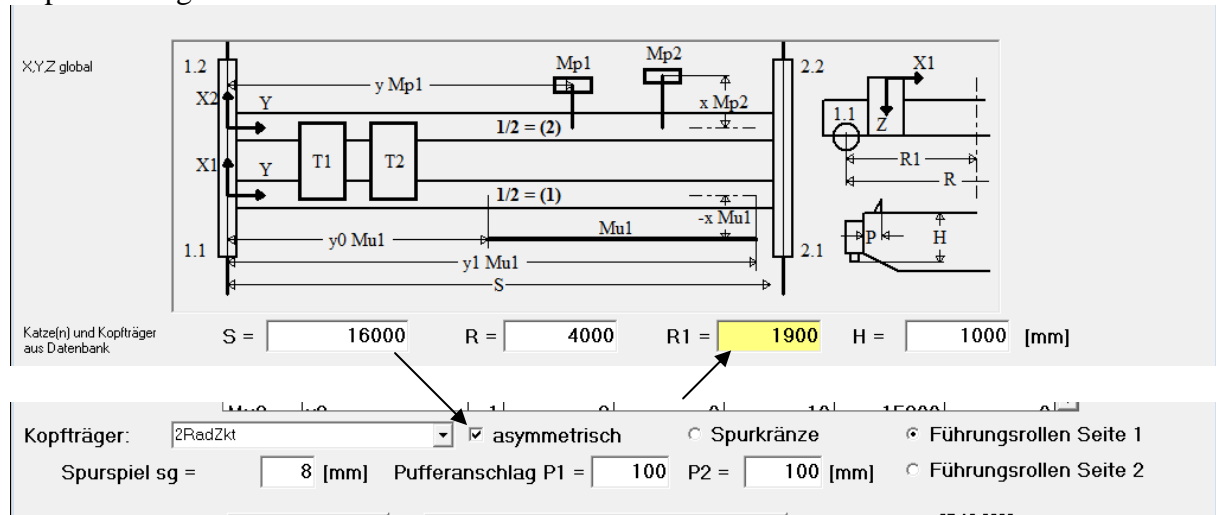 X,Y,Z global
1.2
X2
Y
y Mp1
Mp1
Mp2
x Mp2
2.2
1/2 = (2)
X1
Y
T1
T2
1/2 = (1)
-x Mu1
Mu1
y0 Mu1
y1 Mu1
1.1
2.1
S
X1
1.1
Z
R1
R
P
H
Katze(n) und Kopfträger
aus Datenbank
S = 16000 R = 4000 R1 = 1900 H = 1000 [mm]
Kopfträger: 2RadZkt asymmetrisch Spurkränze Führungsrollen Seite 1
Spurspiel sg = 8 [mm] Pufferanschlag P1 = 100 P2 = 100 [mm] Führungsrollen Seite 2